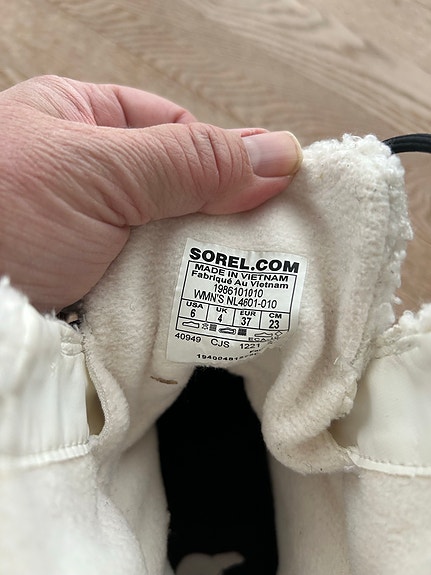 SOREL.COM
MADE IN VIETNAM
Fabriqué Au Vietnam
1986101010
WMN'S NL4601-010
USA UK EUR CM
6 4 37 23
40949 CJS 1221